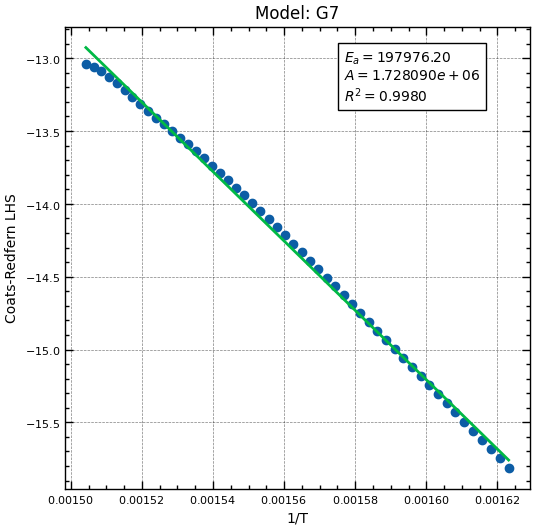 Model: G7
Eₐ = 197976.20
A = 1.728090e + 06
R² = 0.9980
Coats-Redfern LHS
−13.0
−13.5
−14.0
−14.5
−15.0
−15.5
0.00150 0.00152 0.00154 0.00156 0.00158 0.00160 0.00162
1/T